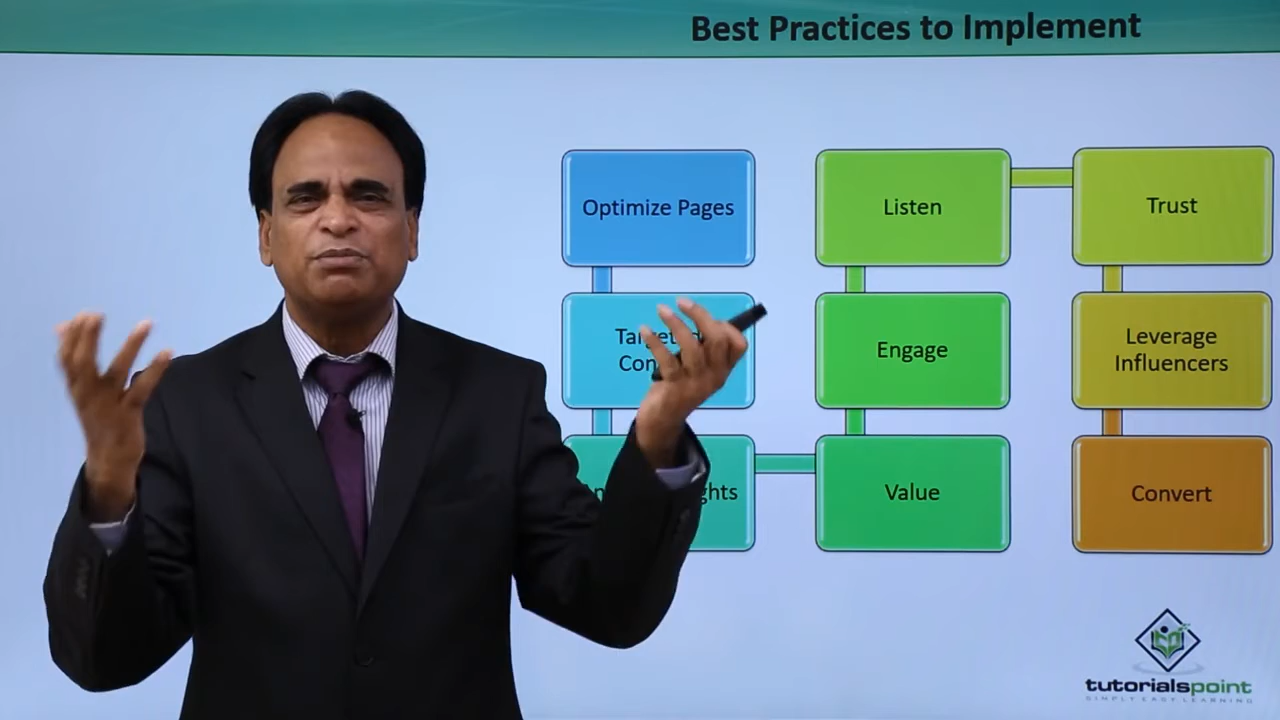 Best Practices to Implement
Optimize Pages
Listen
Trust
Engage
Leverage
Influencers
Value
Convert
tutorialspoint
SIMPLY EASY LEARNING